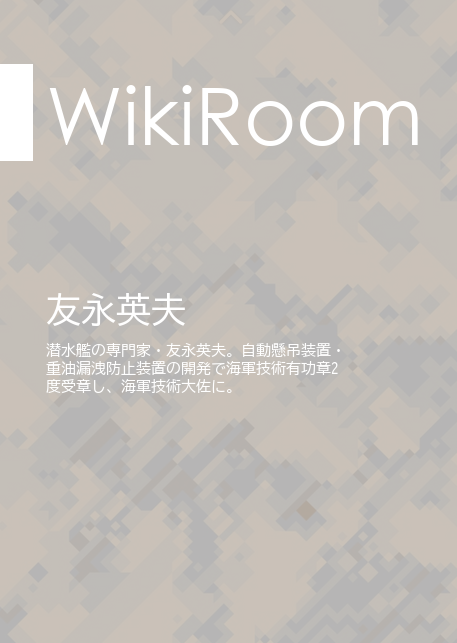 WikiRoom
友永英夫
潜水艦の専門家・友永英夫。自動懸吊装置・
重油漏洩防止装置の開発で海軍技術有功章2
度受章し、海軍技術大佐に。